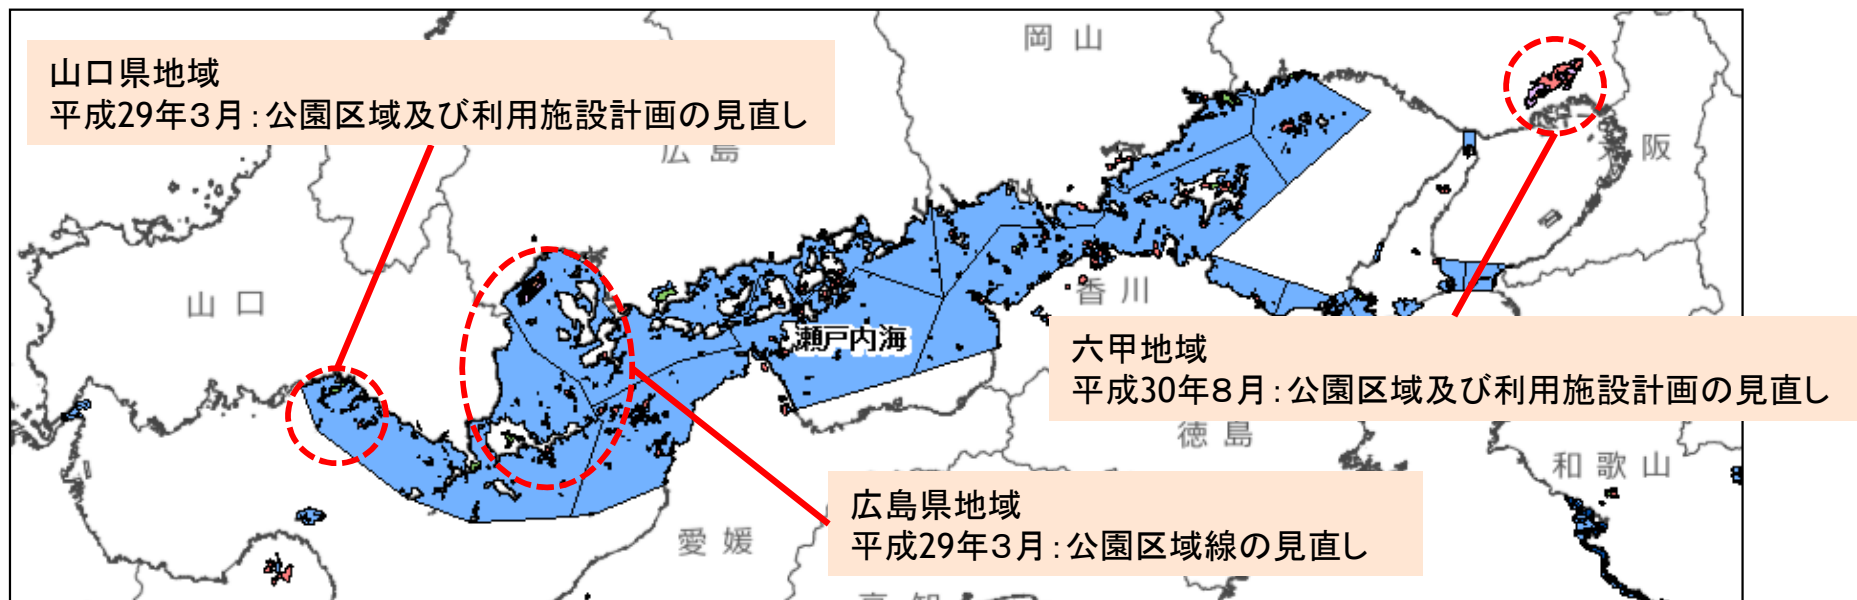 岡 山
山口県地域
平成29年３月：公園区域及び利用施設計画の見直し
広 島
大 阪
山 口
香 川
瀬戸内海
六甲地域
平成30年８月：公園区域及び利用施設計画の見直し
徳 島
和 歌 山
広島県地域
平成29年３月：公園区域線の見直し
愛 媛
高 知